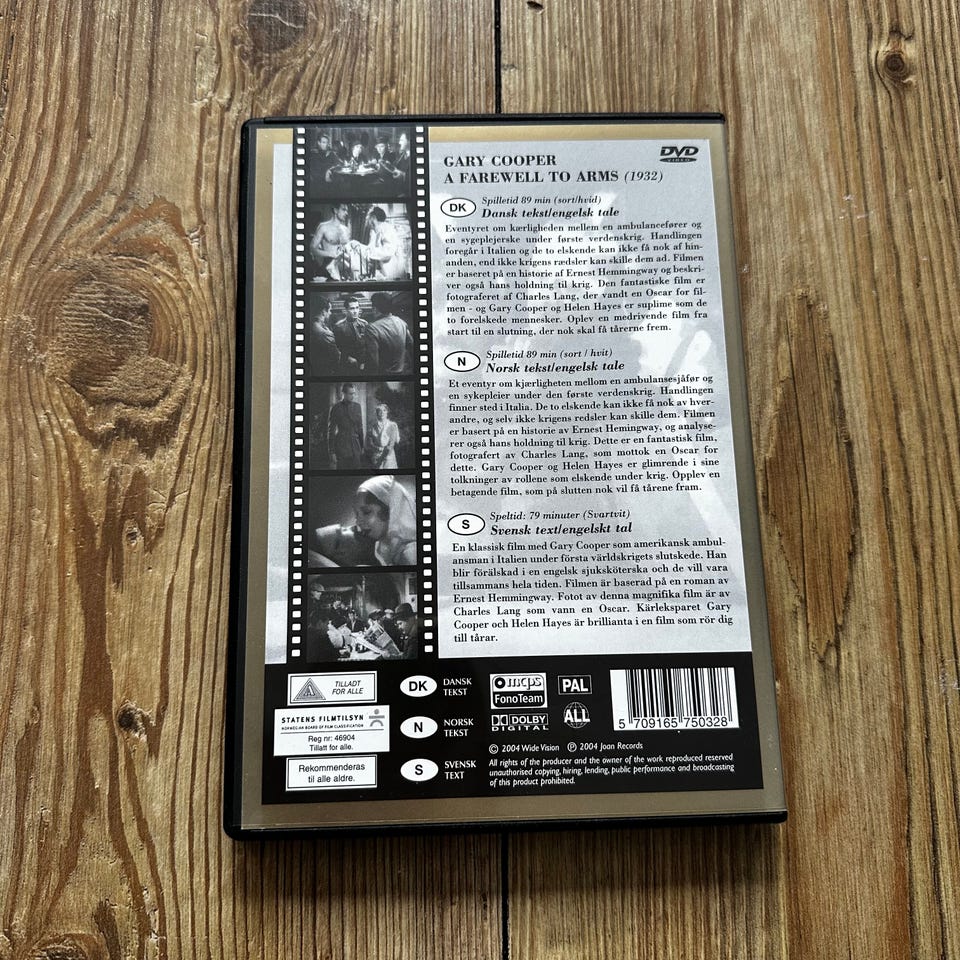 GARY COOPER
A FAREWELL TO ARMS (1932)
DVD
VIDEO
DK
Spilletid 89 min (sort/hvid)
Dansk tekst/engelsk tale
Eventyret om kærligheden mellem en ambulancefører og
en sygeplejerske under første verdenskrig. Handlingen
foregår i Italien og de to elskende kan ikke få nok af hin-
anden, end ikke krigens rædsler kan skille dem ad. Filmen
er baseret på en historie af Ernest Hemmingway og beskri-
ver også hans holdning til krig. Den fantastiske film er
fotograferet af Charles Lang, der vandt en Oscar for fil-
men - og Gary Cooper og Helen Hayes er suplime som de
to forelskede mennesker. Oplev en medrivende film fra
start til en slutning, der nok skal få tårerne frem.
N
Spilletid 89 min (sort / hvit)
Norsk tekst/engelsk tale
Et eventyr om kjærligheten mellom en ambulansesjåfør og
en sykepleier under den første verdenskrig. Handlingen
finner sted i Italia. De to elskende kan ikke få nok av hver-
andre, og selv ikke krigens redsler kan skille dem. Filmen
er basert på en historie av Ernest Hemingway, og analyse-
rer også hans holdning til krig. Dette er en fantastisk film,
fotografert av Charles Lang, som mottok en Oscar for
dette. Gary Cooper og Helen Hayes er glimrende i sine
tolkninger av rollene som elskende under krig. Opplev en
betagende film, som på slutten nok vil få tårene fram.
S
Speltid: 79 minuter (Svartvit)
Svensk text/engelskt tal
En klassisk film med Gary Cooper som amerikansk ambul-
ansman i Italien under första världskrigets slutskede. Han
blir förälskad i en engelsk sjuksköterska och de vill vara
tillsammans hela tiden. Filmen är baserad på en roman av
Ernest Hemmingway. Fotot av denna magnifika film är av
Charles Lang som vann en Oscar. Kärleksparet Gary
Cooper och Helen Hayes är brillianta i en film som rör dig
till tårar.
A
TILLADT
FOR ALLE
STATENS FILMTILSYN
NORWEGIAN BOARD OF FILM CLASSIFICATION
Reg nr: 46904
Tillatt for alle.
Rekommenderas
til alle aldre.
DK
DANSK
TEKST
N
NORSK
TEKST
S
SVENSK
TEXT
mcps
FonoTeam
DOLBY
DIGITAL
PAL
ALL
5 709165 750328
© 2004 Wide Vision ℗ 2004 Joan Records
All rights of the producer and the owner of the work reproduced reserved
unauthorised copying, hiring, lending, public performance and broadcasting
of this product prohibited.